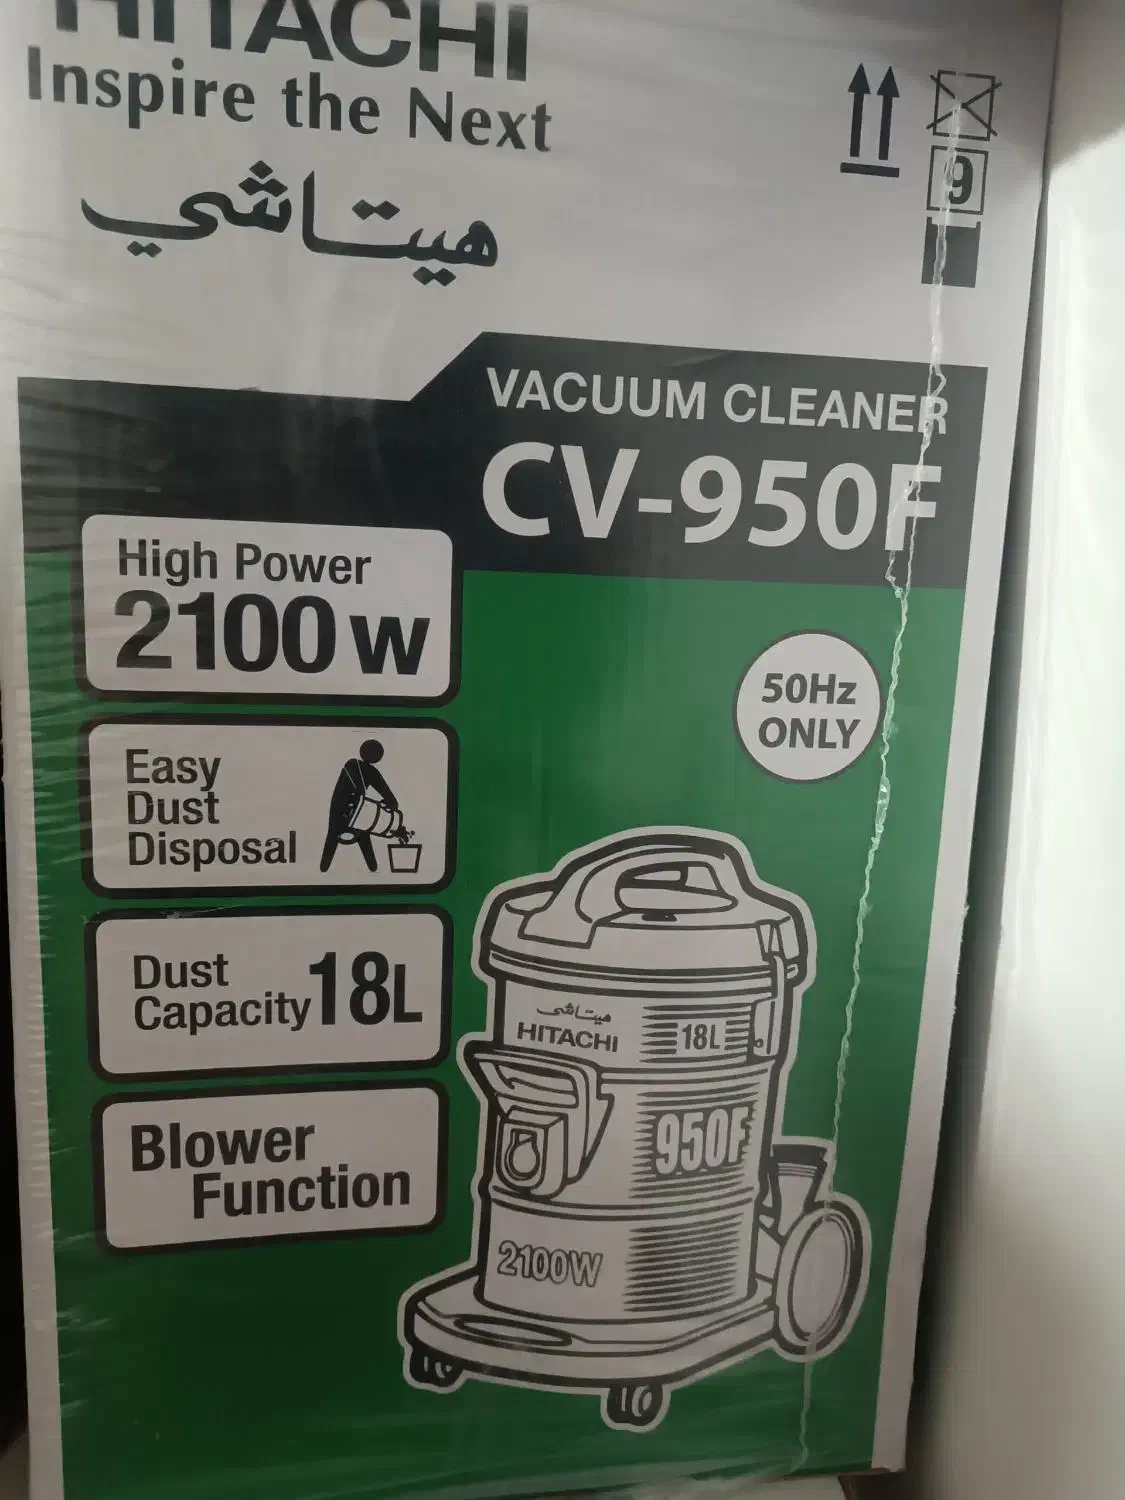 HITACHI
Inspire the Next
هيتاشي
9
VACUUM CLEANER
CV-950F
High Power
2100 W
50Hz
ONLY
Easy
Dust
Disposal
Dust
Capacity 18L
Blower
Function
هيتاشي
HITACHI
18L
950F
2100W